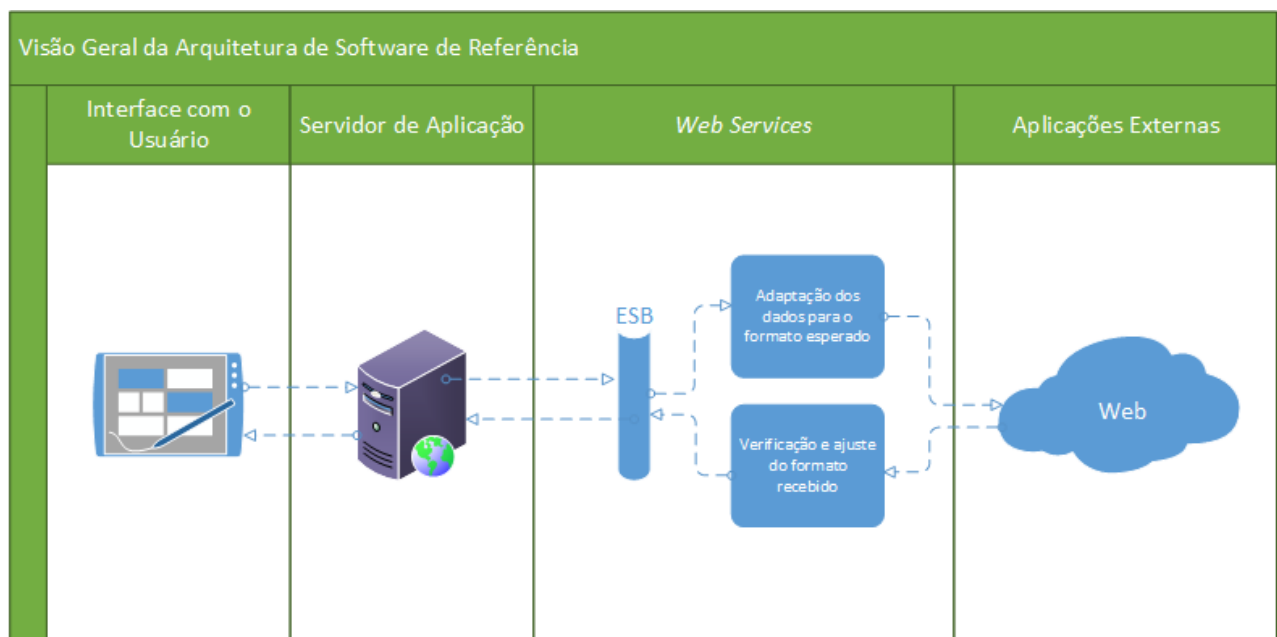 Visão Geral da Arquitetura de Software de Referência
Interface com o
Usuário
Servidor de Aplicação
Web Services
Aplicações Externas
ESB
Adaptação dos
dados para o
formato esperado
Verificação e ajuste
do formato
recebido
Web